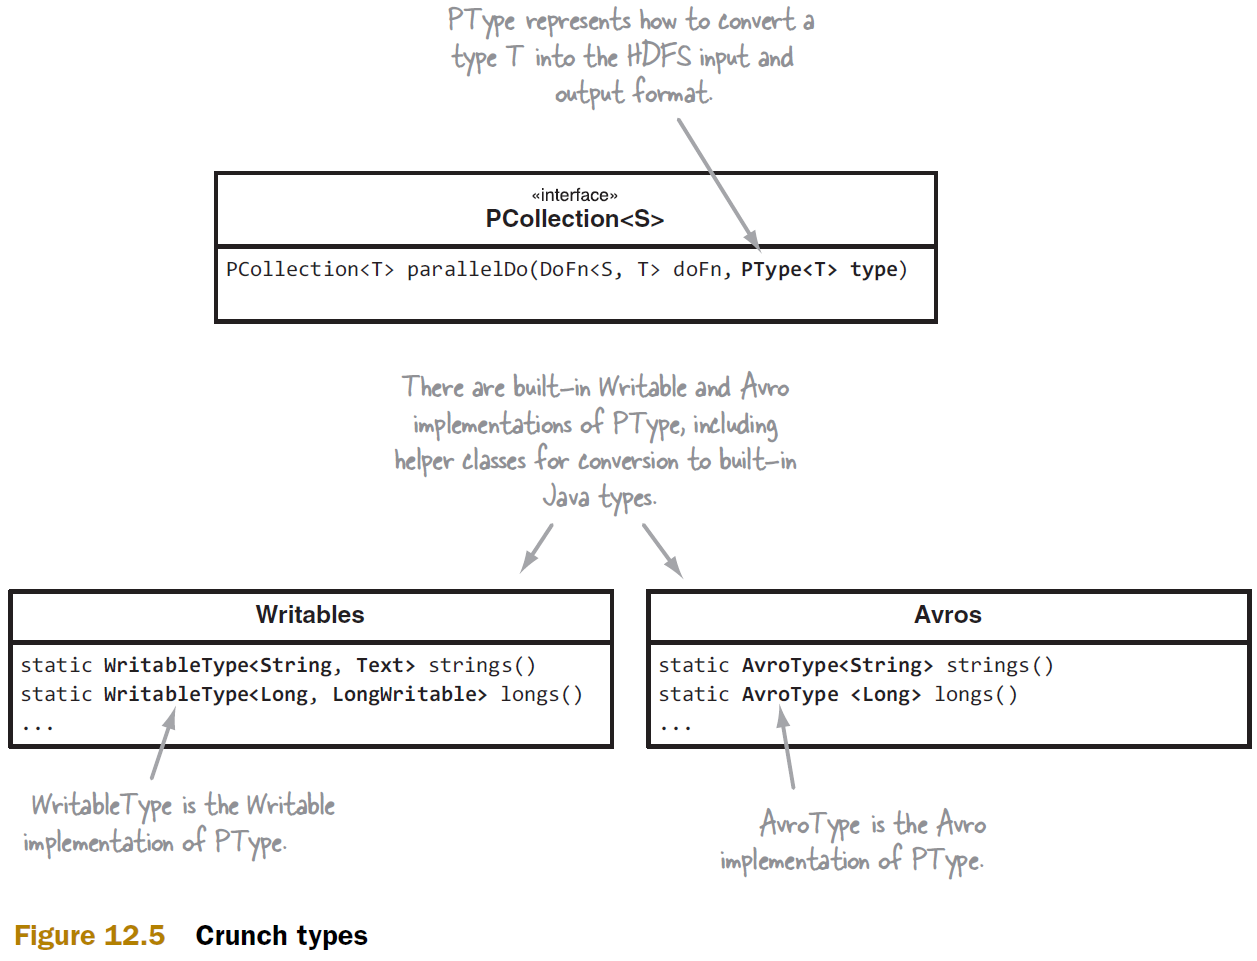 PType represents how to convert a
type T into the HDFS input and
output format.
«interface»
PCollection<S>
PCollection<T> parallelDo(DoFn<S, T> doFn, PType<T> type)
There are built-in Writable and Avro
implementations of PType, including
helper classes for conversion to built-in
Java types.
Writables
static WritableType<String, Text> strings()
static WritableType<Long, LongWritable> longs()
...
Avros
static AvroType<String> strings()
static AvroType <Long> longs()
...
WritableType is the Writable
implementation of PType.
AvroType is the Avro
implementation of PType.
Figure 12.5 Crunch types